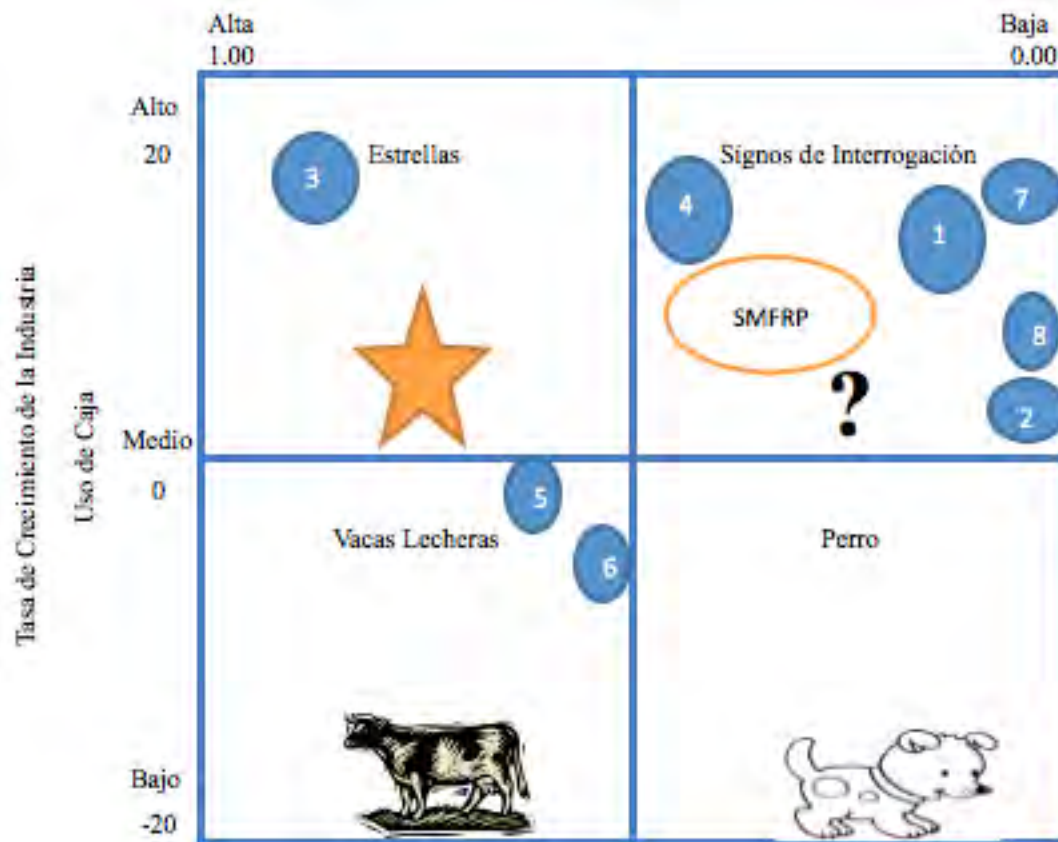 Alta
Baja
1.00
0.00
Alto
20
Estrellas
Signos de Interrogación
3
4
7
1
SMFRP
8
?
2
Tasa de Crecimiento de la Industria
Uso de Caja
Medio
0
5
Vacas Lecheras
6
Perro
Bajo
-20